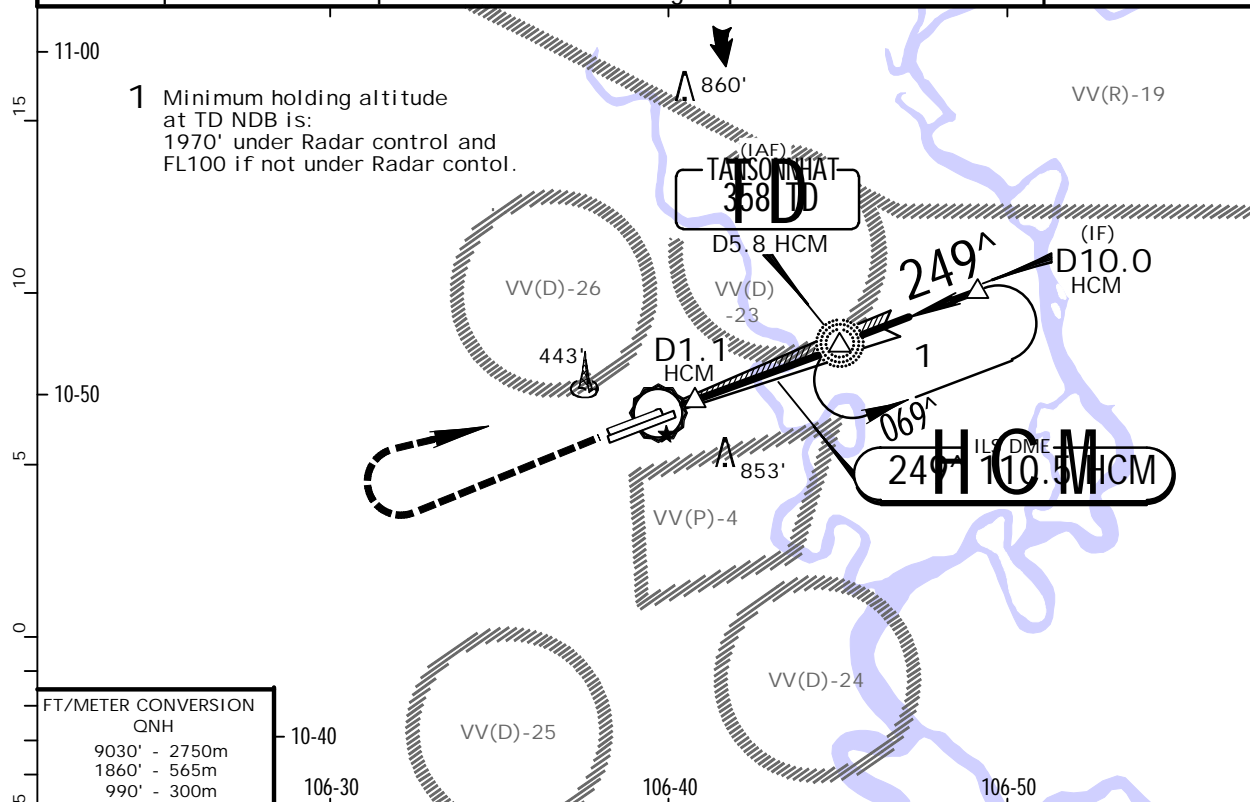 11-00
860'
VV(R)-19
1 Minimum holding altitude
at TD NDB is:
1970' under Radar control and
FL100 if not under Radar contol.
15
(IAF)
TANSONNHAT
358 TD
TD
D5.8 HCM
249^
(IF)
D10.0
HCM
10
VV(D)-26
VV(D)
-23
443'
D1.1
HCM
1
10-50
069^
ILS DME
249^ 110.5 HCM
HCM
5
853'
VV(P)-4
0
VV(D)-24
VV(D)-25
FT/METER CONVERSION
QNH
9030' - 2750m
1860' - 565m
990' - 300m
10-40
5
106-30
106-40
106-50